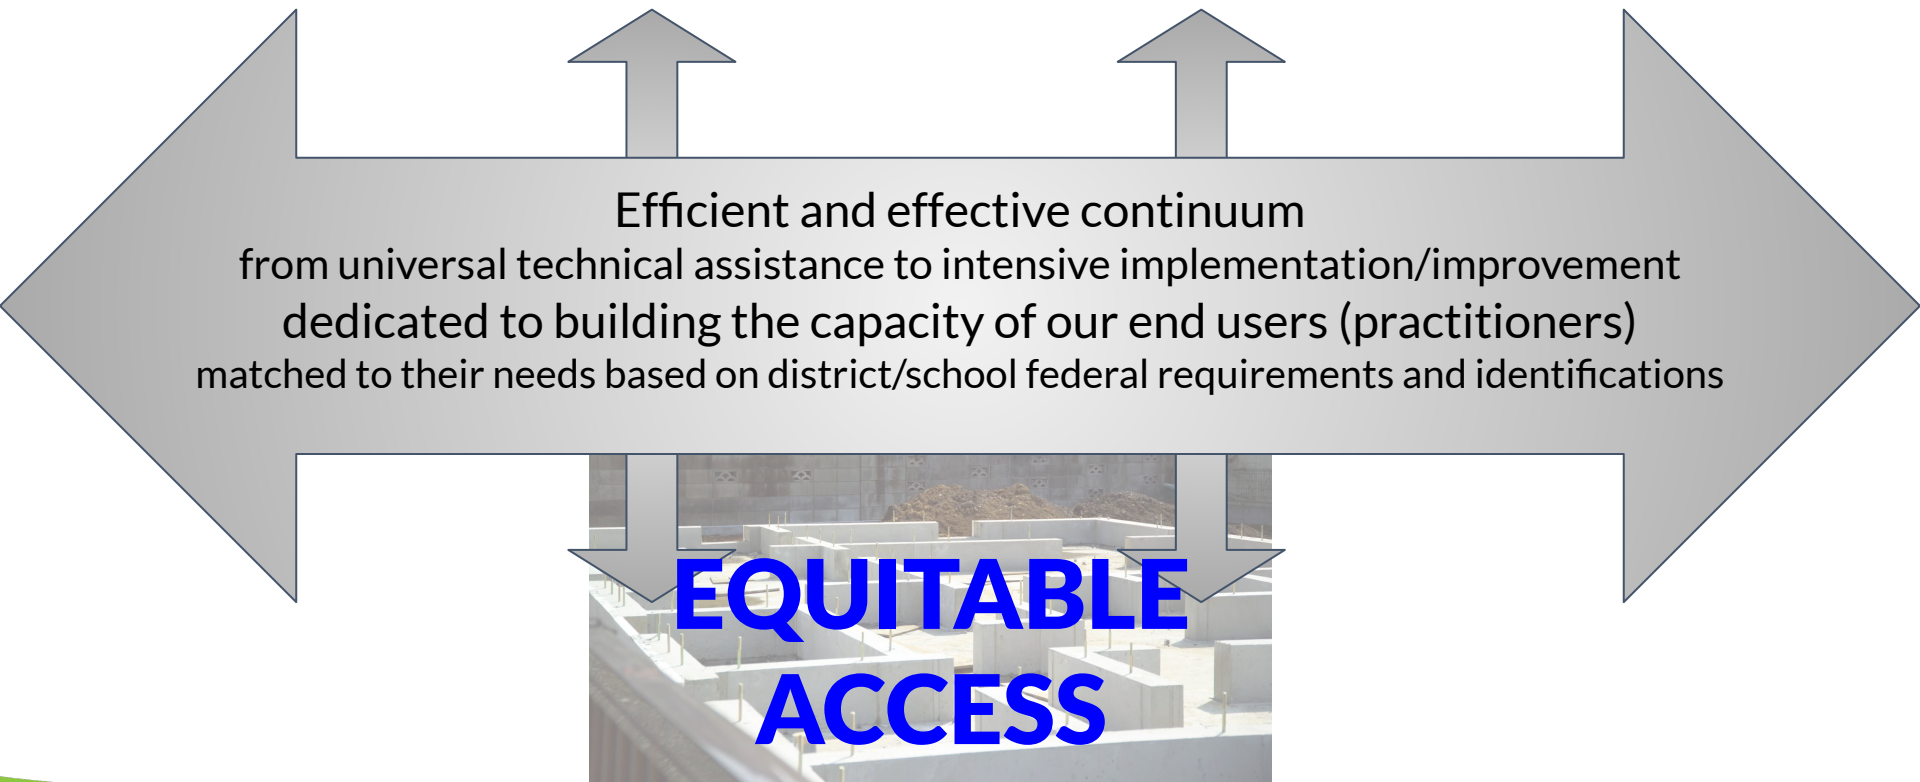 Efficient and effective continuum
from universal technical assistance to intensive implementation/improvement
dedicated to building the capacity of our end users (practitioners)
matched to their needs based on district/school federal requirements and identifications
EQUITABLE
ACCESS